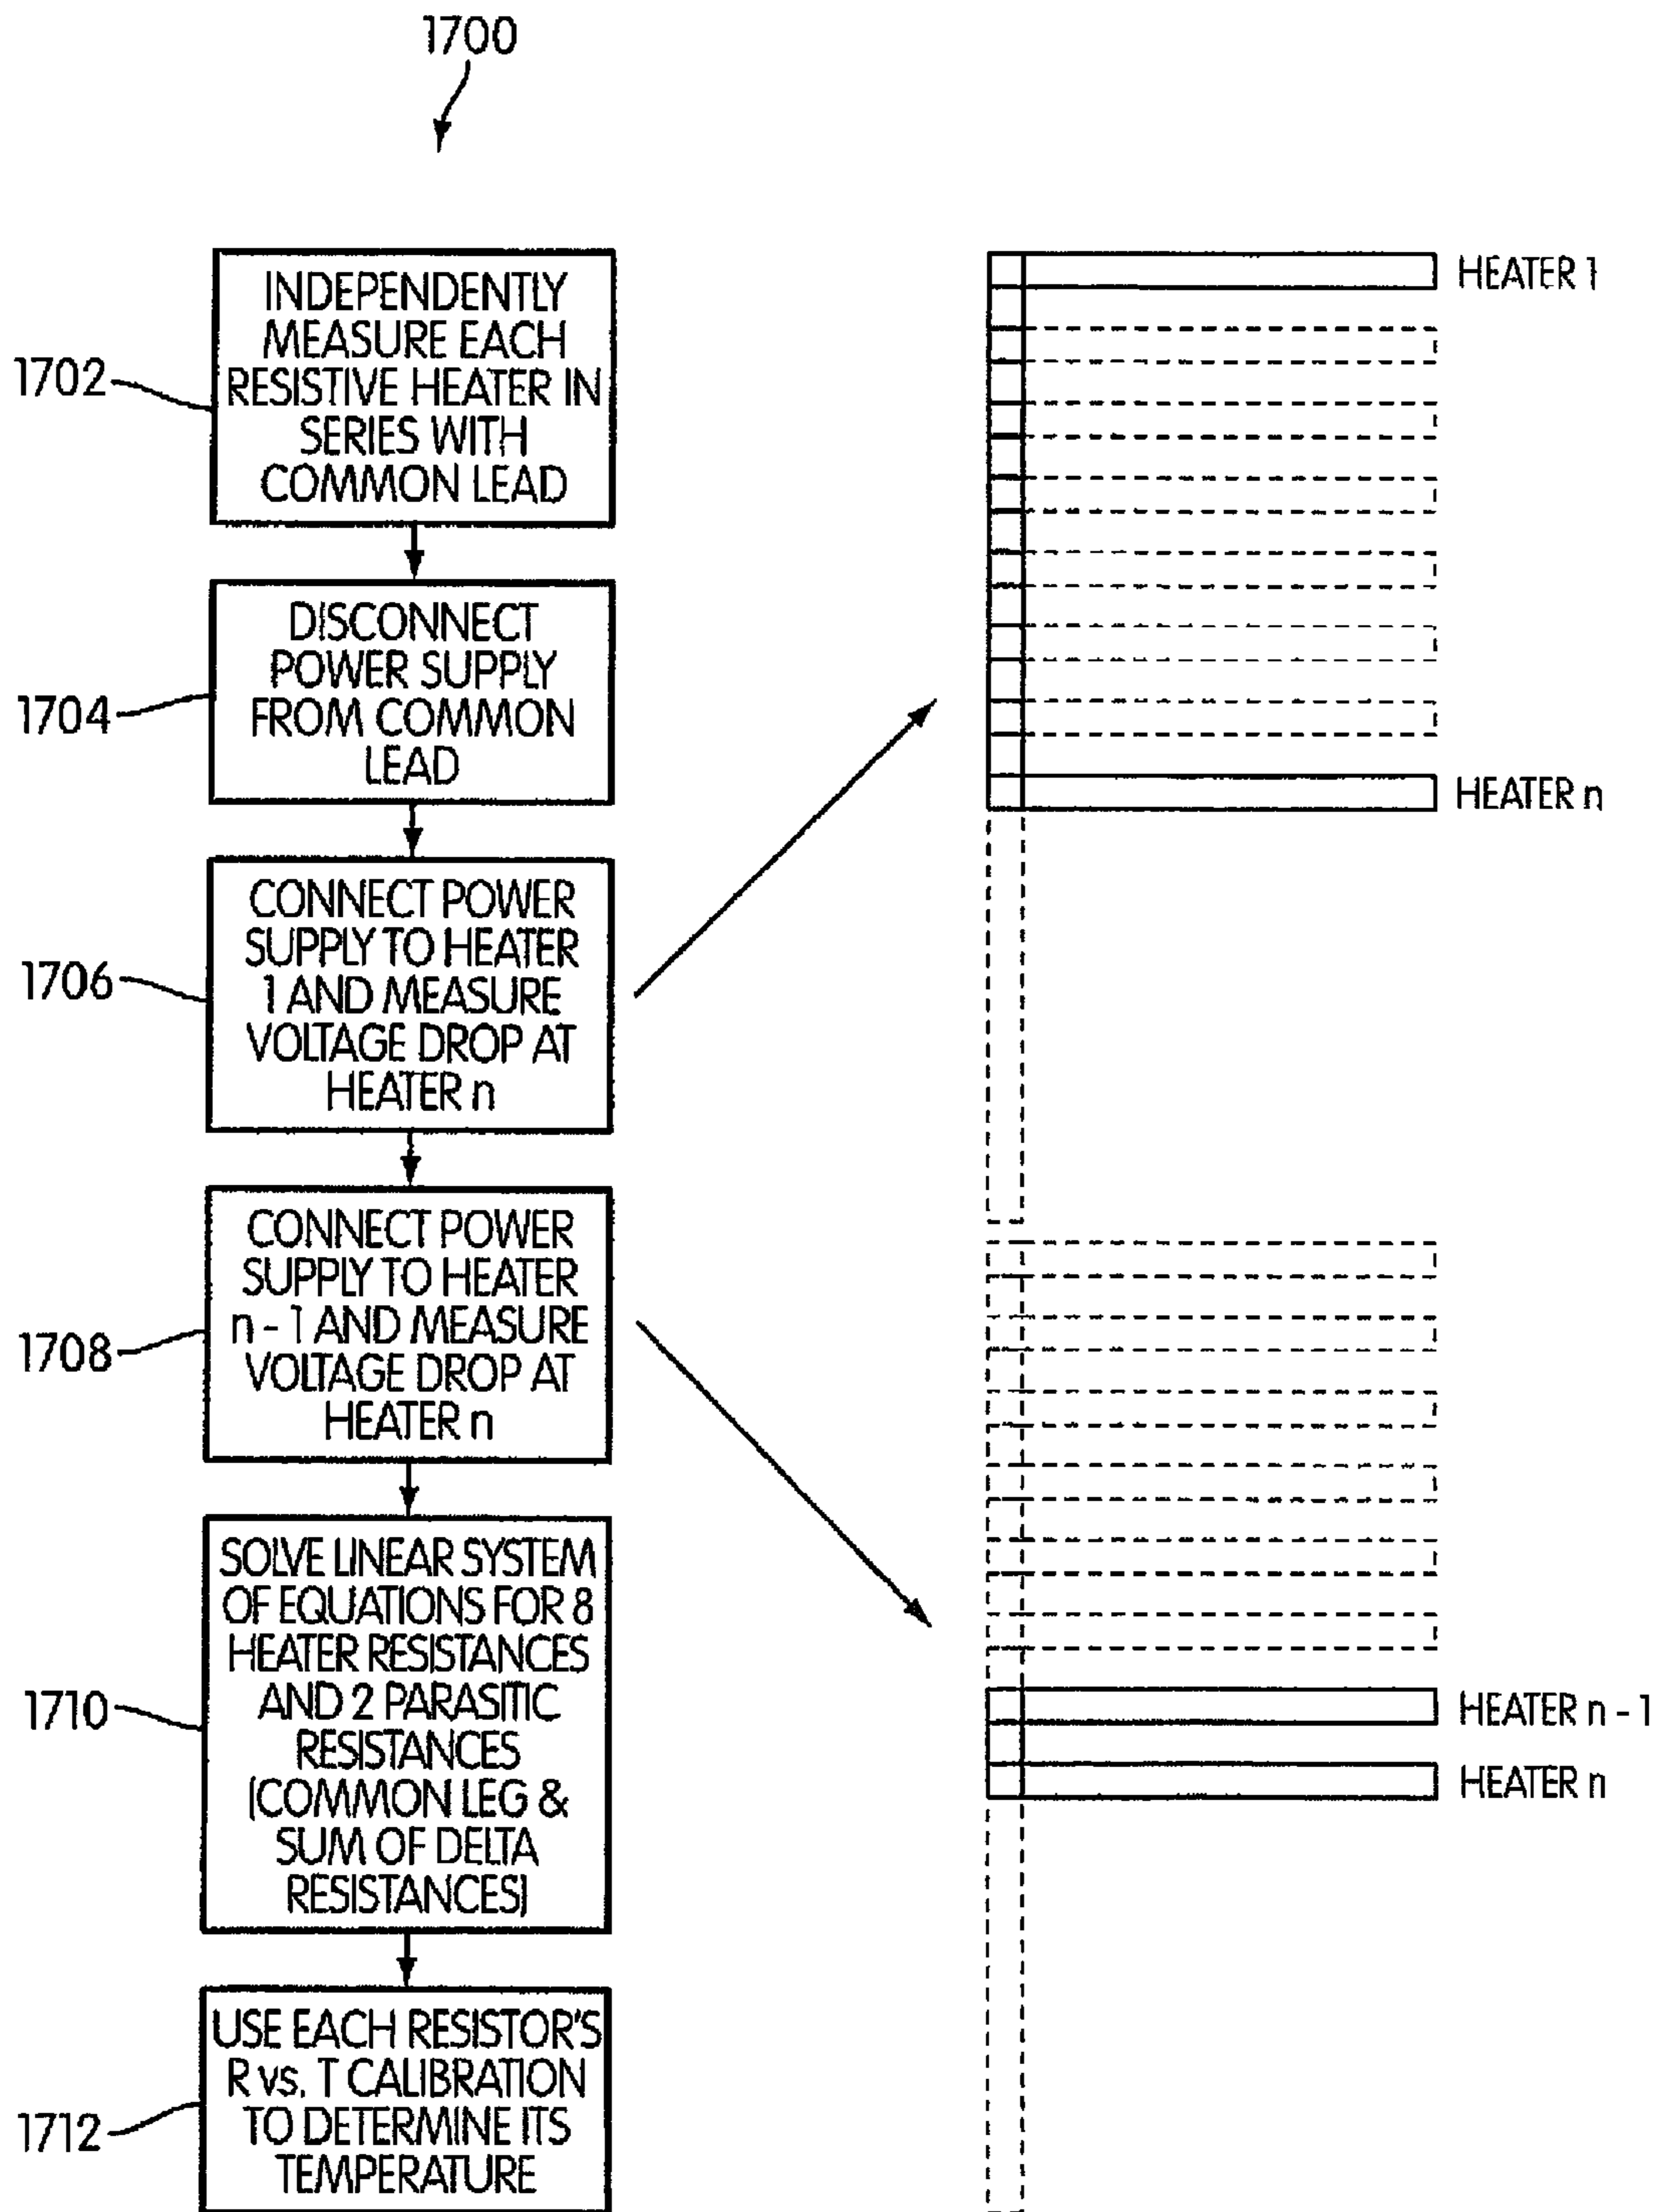 1700
1702
INDEPENDENTLY
MEASURE EACH
RESISTIVE HEATER IN
SERIES WITH
COMMON LEAD
1704
DISCONNECT
POWER SUPPLY
FROM COMMON
LEAD
1706
CONNECT POWER
SUPPLY TO HEATER
1 AND MEASURE
VOLTAGE DROP AT
HEATER n
1708
CONNECT POWER
SUPPLY TO HEATER
n - 1 AND MEASURE
VOLTAGE DROP AT
HEATER n
1710
SOLVE LINEAR SYSTEM
OF EQUATIONS FOR 8
HEATER RESISTANCES
AND 2 PARASITIC
RESISTANCES
(COMMON LEG &
SUM OF DELTA
RESISTANCES)
1712
USE EACH RESISTOR'S
R vs. T CALIBRATION
TO DETERMINE ITS
TEMPERATURE
HEATER 1
HEATER n
HEATER n - 1
HEATER n